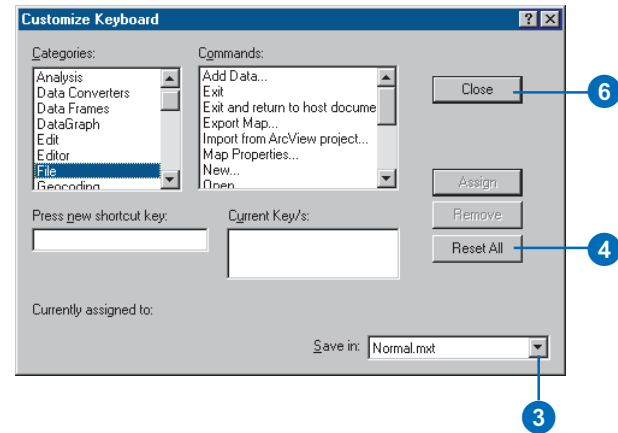 Customize Keyboard
Categories:
Analysis
Data Converters
Data Frames
DataGraph
Edit
Editor
File
Geocoding
Commands:
Add Data...
Exit
Exit and return to host docume
Export Map...
Import from ArcView project...
Map Properties...
New...
Open
Close
6
Assign
Remove
Reset All
4
Press new shortcut key:
Current Key/s:
Currently assigned to:
Save in:
Normal.mxt
3